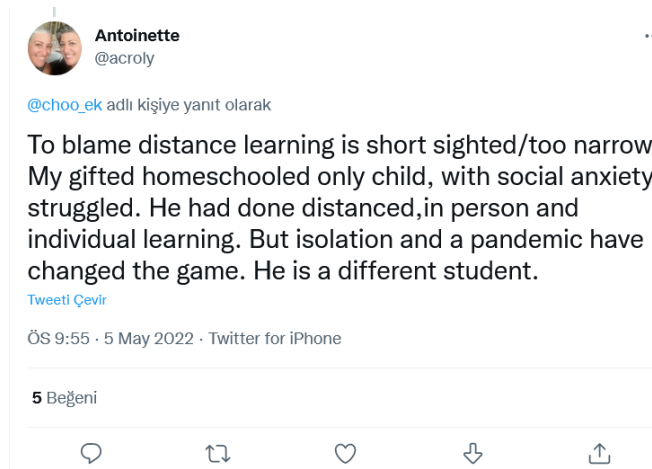 Antoinette
@acroly
@choo_ek adlı kişiye yanıt olarak
To blame distance learning is short sighted/too narrow
My gifted homeschooled only child, with social anxiety
struggled. He had done distanced,in person and
individual learning. But isolation and a pandemic have
changed the game. He is a different student.
Tweeti Çevir
ÖS 9:55 · 5 May 2022 · Twitter for iPhone
5 Beğeni